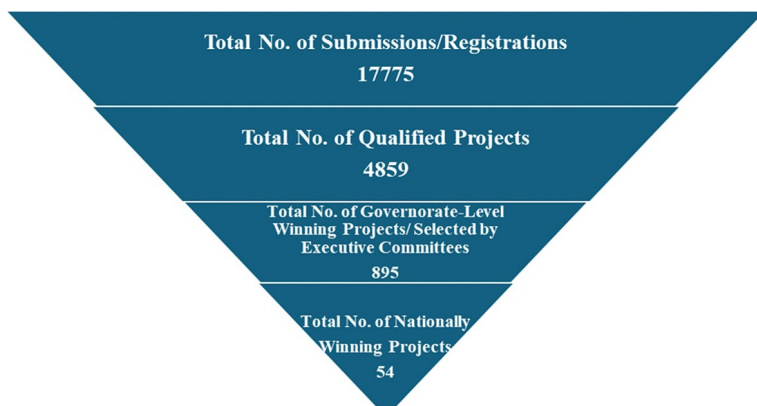 Total No. of Submissions/Registrations
17775
Total No. of Qualified Projects
4859
Total No. of Governorate-Level
Winning Projects/ Selected by
Executive Committees
895
Total No. of Nationally
Winning Projects
54